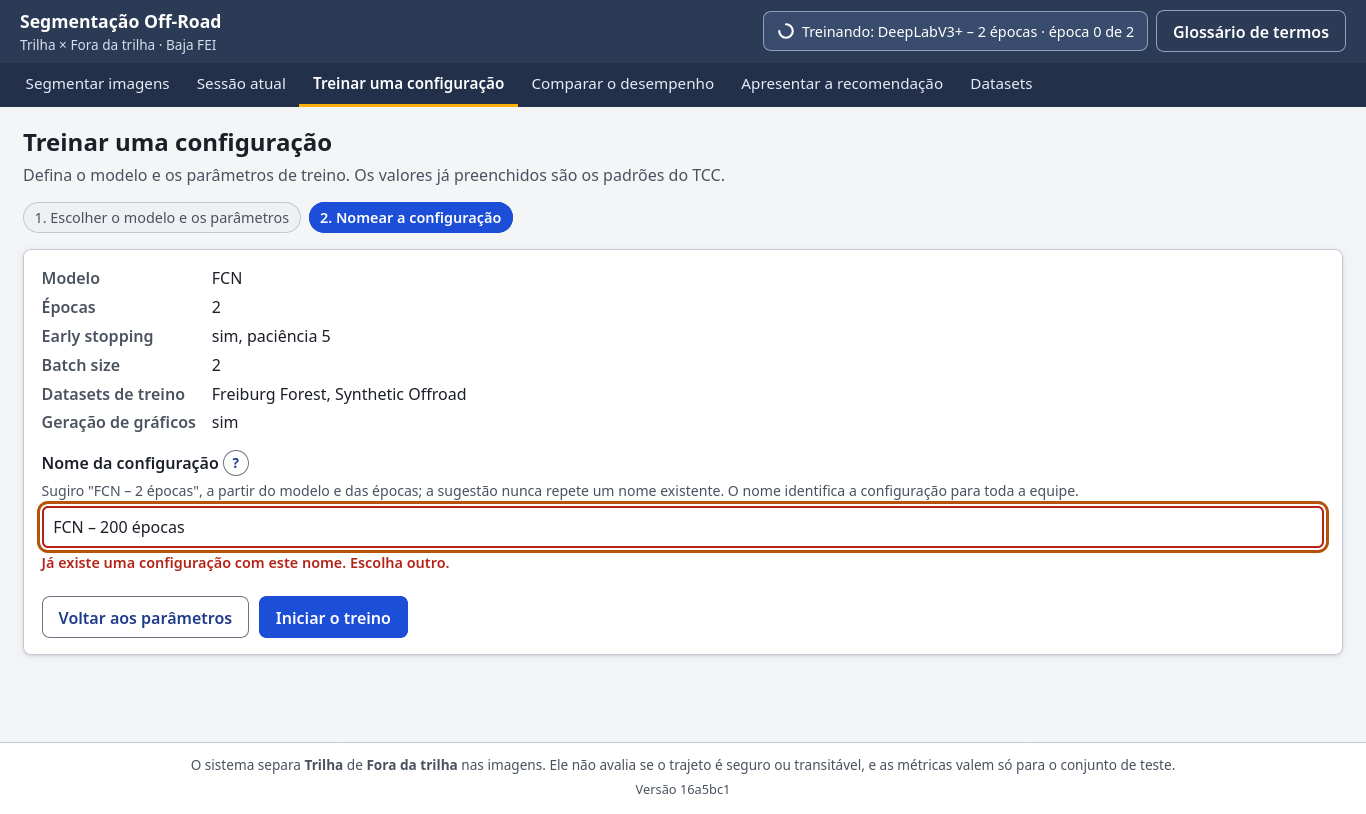 Segmentação Off-Road
Trilha × Fora da trilha · Baja FEI
Treinando: DeepLabV3+ – 2 épocas · época 0 de 2
Glossário de termos
Segmentar imagens
Sessão atual
Treinar uma configuração
Comparar o desempenho
Apresentar a recomendação
Datasets
Treinar uma configuração
Defina o modelo e os parâmetros de treino. Os valores já preenchidos são os padrões do TCC.
1. Escolher o modelo e os parâmetros
2. Nomear a configuração
Modelo FCN
Épocas 2
Early stopping sim, paciência 5
Batch size 2
Datasets de treino Freiburg Forest, Synthetic Offroad
Geração de gráficos sim
Nome da configuração ?
Sugiro "FCN – 2 épocas", a partir do modelo e das épocas; a sugestão nunca repete um nome existente. O nome identifica a configuração para toda a equipe.
FCN – 200 épocas
Já existe uma configuração com este nome. Escolha outro.
Voltar aos parâmetros
Iniciar o treino
O sistema separa Trilha de Fora da trilha nas imagens. Ele não avalia se o trajeto é seguro ou transitável, e as métricas valem só para o conjunto de teste.
Versão 16a5bc1